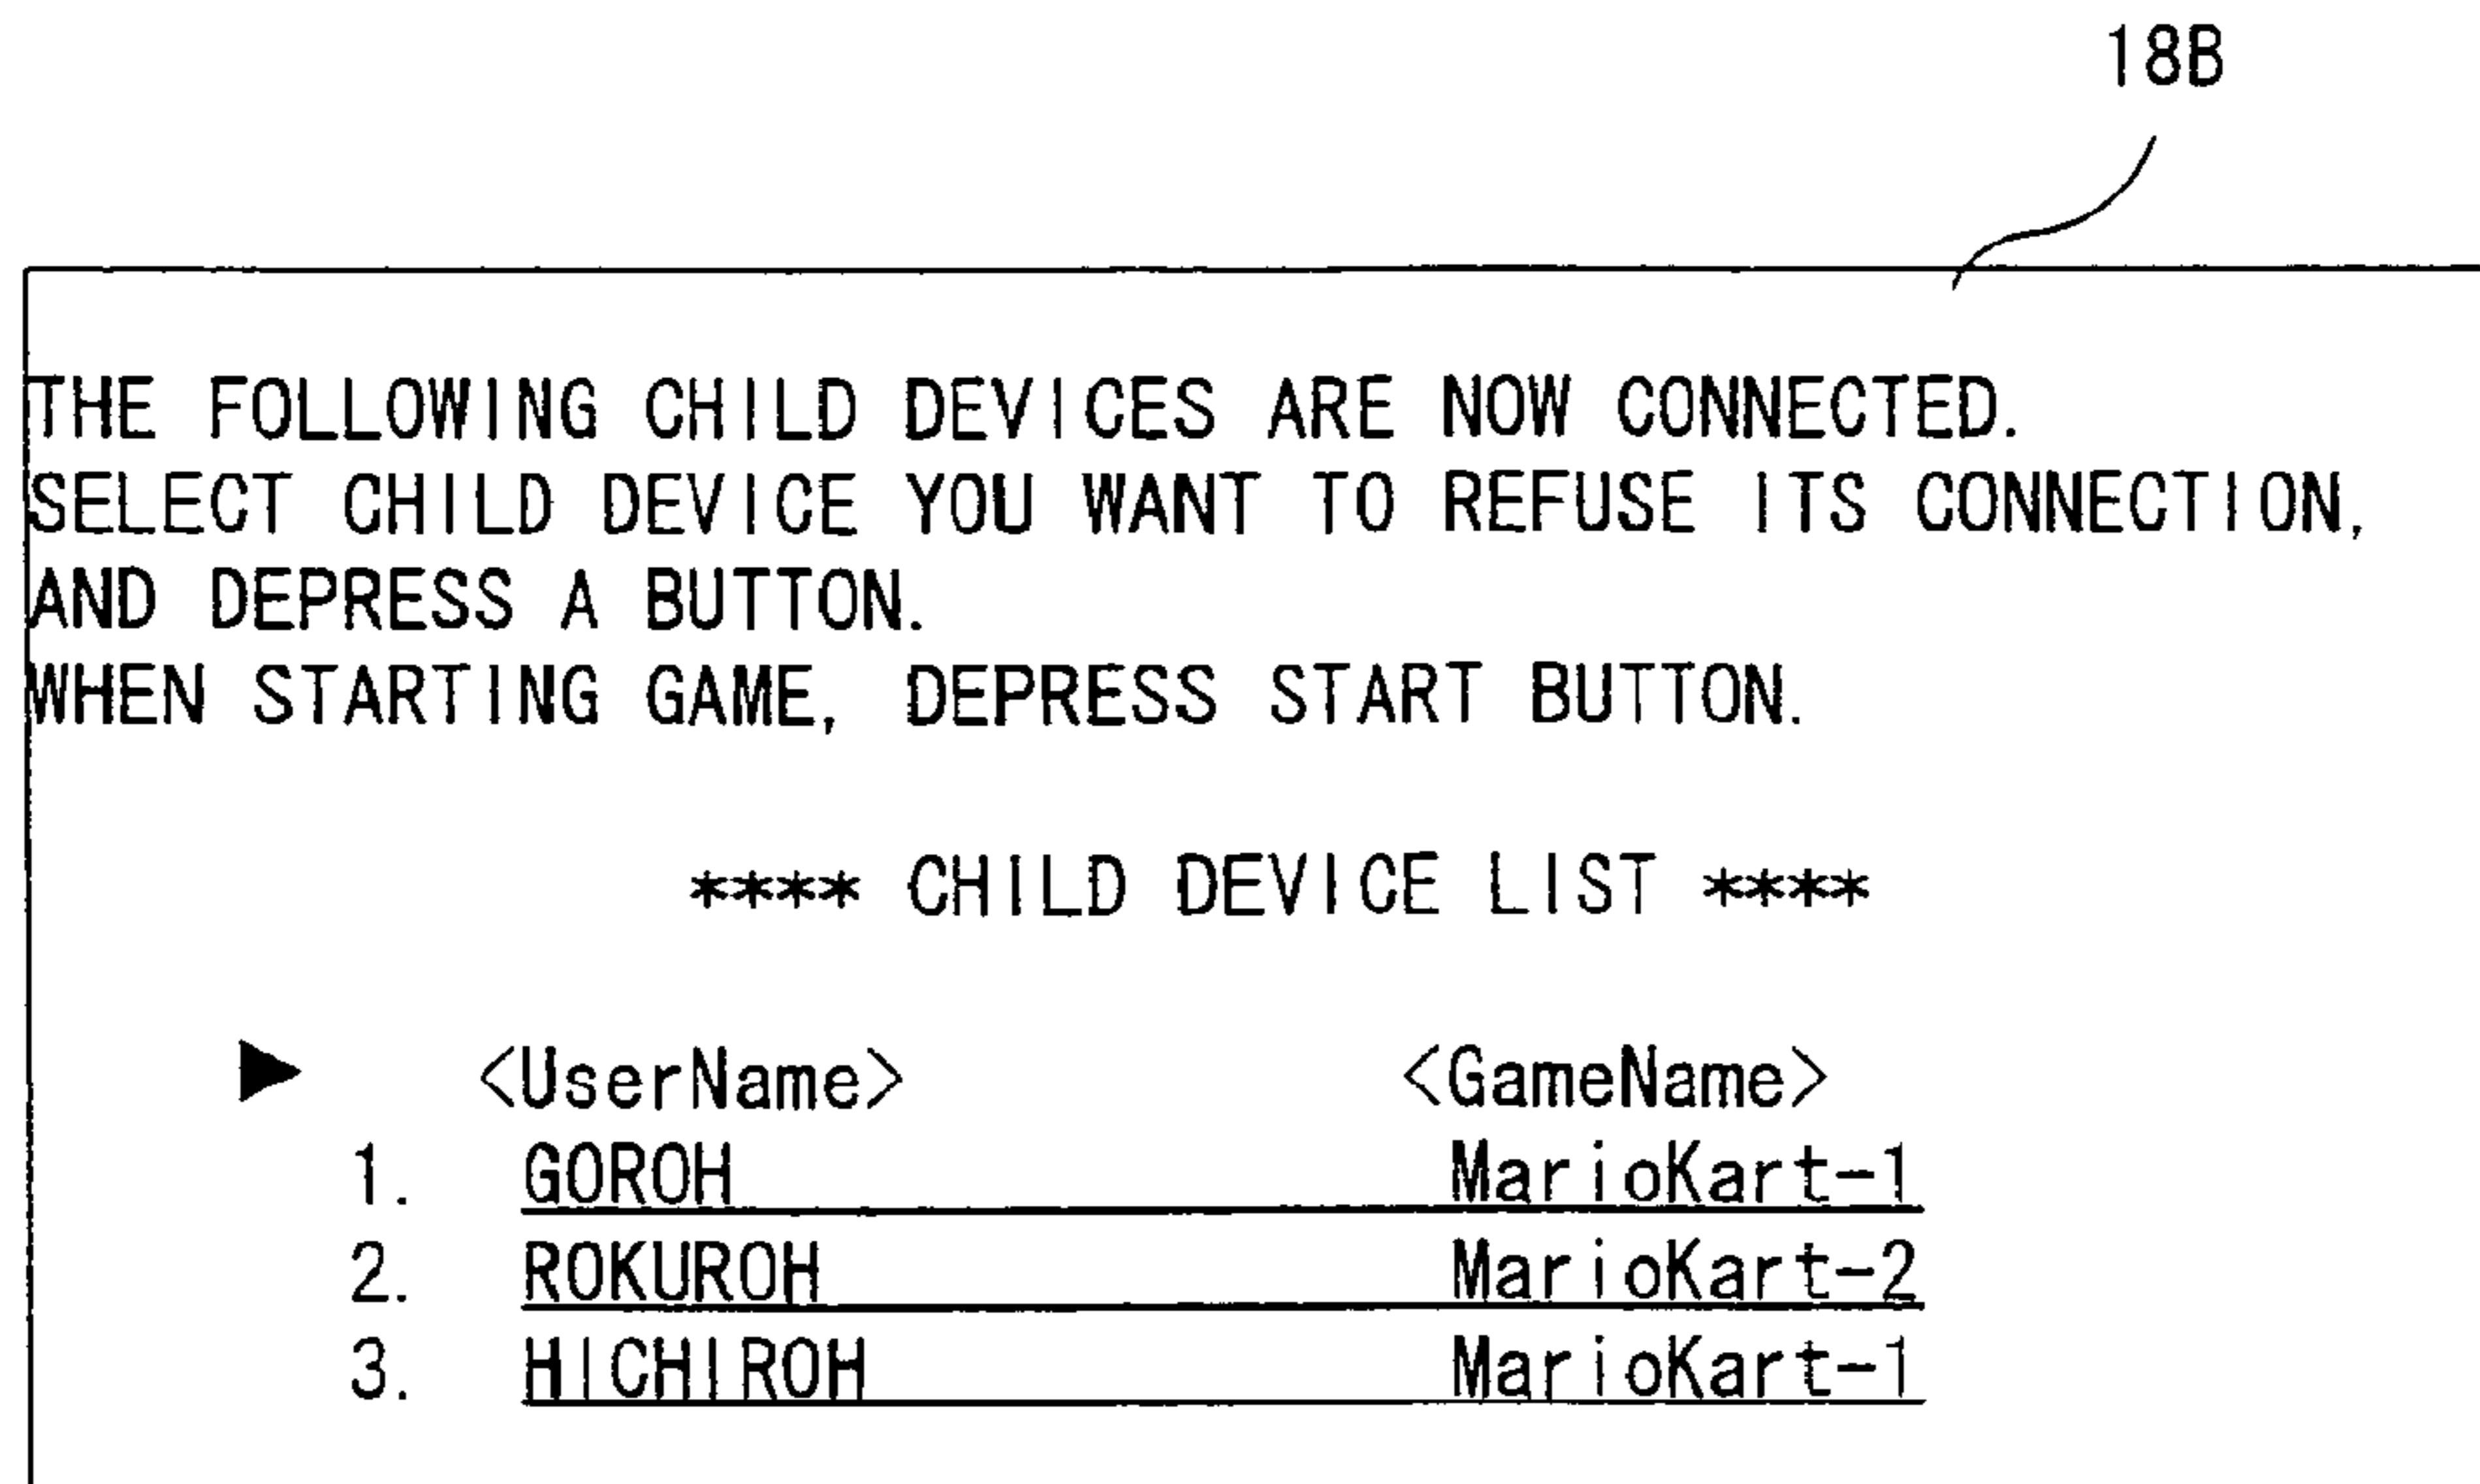 18B
THE FOLLOWING CHILD DEVICES ARE NOW CONNECTED.
SELECT CHILD DEVICE YOU WANT TO REFUSE ITS CONNECTION,
AND DEPRESS A BUTTON.
WHEN STARTING GAME, DEPRESS START BUTTON.
**** CHILD DEVICE LIST ****
<UserName> <GameName>
1. GOROH MarioKart-1
2. ROKUROH MarioKart-2
3. HICHIROH MarioKart-1